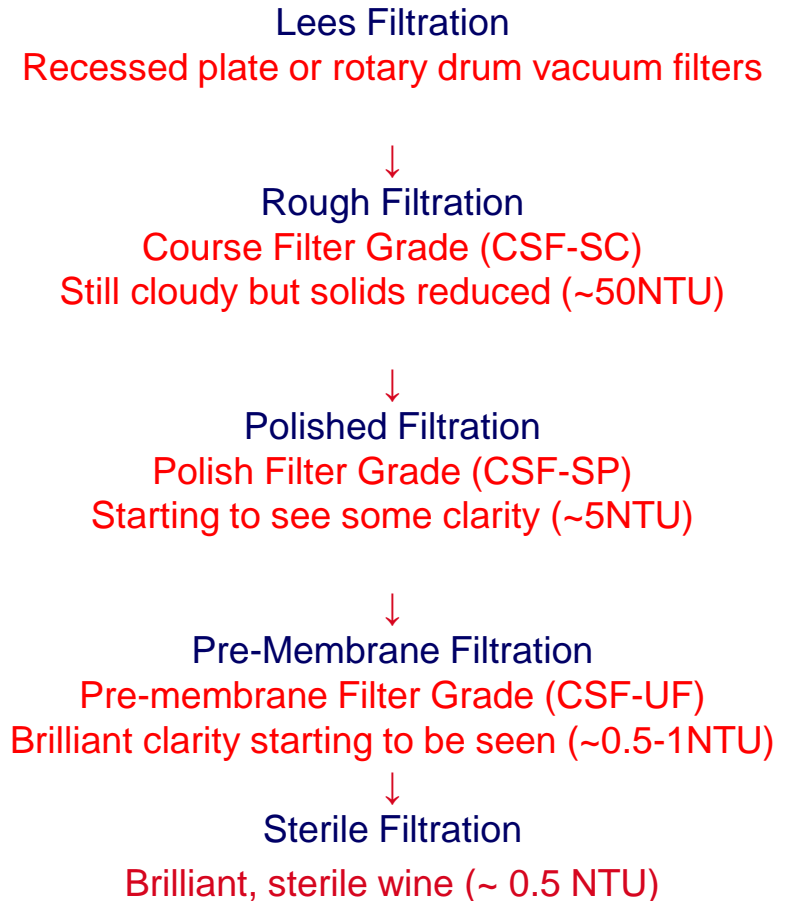 Lees Filtration
Recessed plate or rotary drum vacuum filters
↓
Rough Filtration
Course Filter Grade (CSF-SC)
Still cloudy but solids reduced (~50NTU)
↓
Polished Filtration
Polish Filter Grade (CSF-SP)
Starting to see some clarity (~5NTU)
↓
Pre-Membrane Filtration
Pre-membrane Filter Grade (CSF-UF)
Brilliant clarity starting to be seen (~0.5-1NTU)
↓
Sterile Filtration
Brilliant, sterile wine (~ 0.5 NTU)